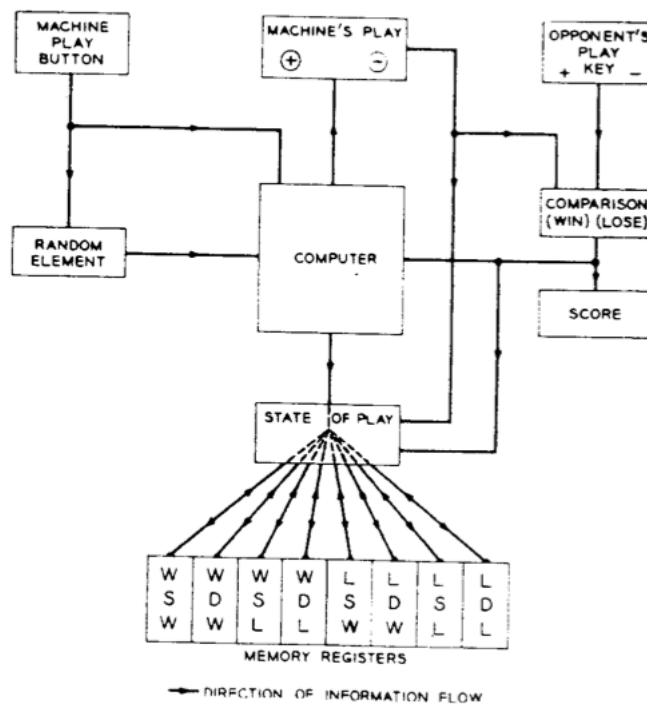 MACHINE
PLAY
BUTTON
MACHINE'S PLAY
+ -
OPPONENT'S
PLAY
+ KEY -
RANDOM
ELEMENT
COMPUTER
COMPARISON
(WIN) (LOSE)
SCORE
STATE OF PLAY
W W W W L L L L
S D S D S D S D
W W L L W W L L
MEMORY REGISTERS
DIRECTION OF INFORMATION FLOW